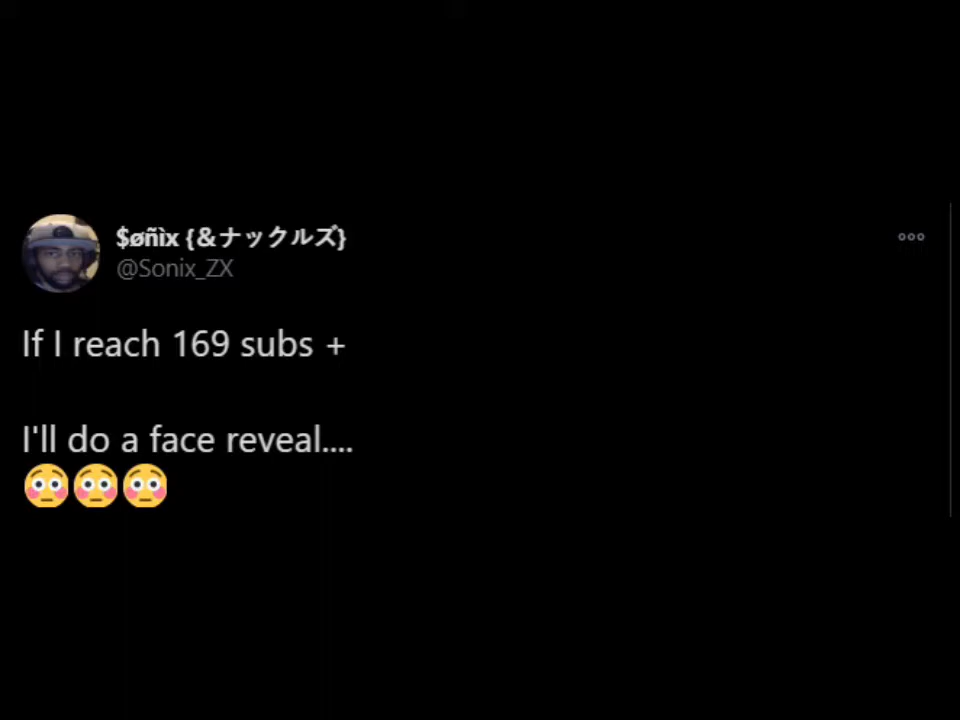 $øñìx {&ナックルズ}
@Sonix_ZX
If I reach 169 subs +
I'll do a face reveal....
😳😳😳